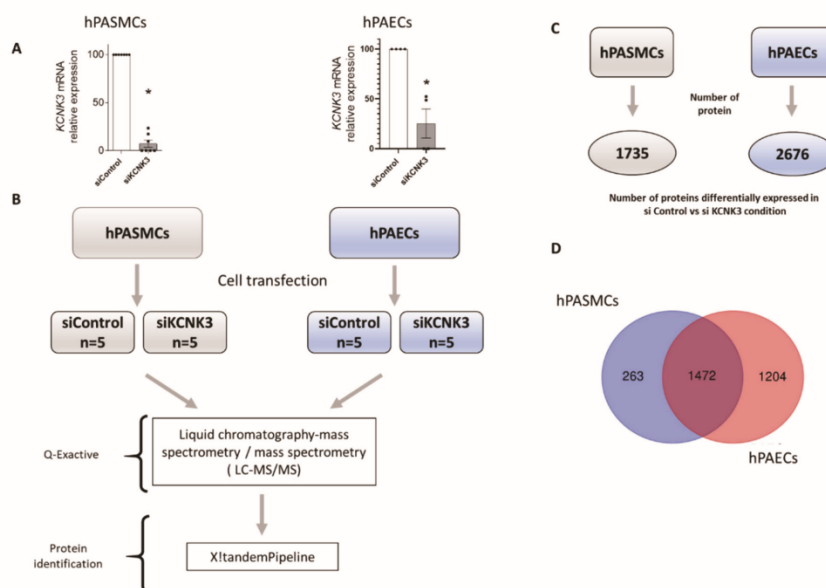 A
hPASMCs
KCNK3 mRNA
relative expression
100
50
0
*
siControl
siKCNK3
hPAECs
KCNK3 mRNA
relative expression
100
50
0
*
siControl
siKCNK3
B
hPASMCs
hPAECs
Cell transfection
siControl
n=5
siKCNK3
n=5
siControl
n=5
siKCNK3
n=5
Q-Exactive
Liquid chromatography-mass
spectrometry / mass spectrometry
( LC-MS/MS)
Protein
identification
X!tandemPipeline
C
hPASMCs
hPAECs
Number of
protein
1735
2676
Number of proteins differentially expressed in
si Control vs si KCNK3 condition
D
hPASMCs
263
1472
1204
hPAECs